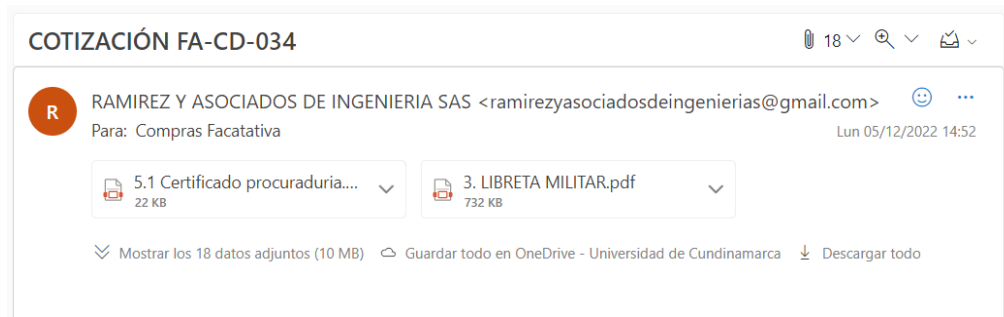 COTIZACIÓN FA-CD-034
18
R
RAMIREZ Y ASOCIADOS DE INGENIERIA SAS <ramirezyasociadosdeingenierias@gmail.com>
Para: Compras Facatativa
Lun 05/12/2022 14:52
5.1 Certificado procuraduria....
22 KB
3. LIBRETA MILITAR.pdf
732 KB
Mostrar los 18 datos adjuntos (10 MB) Guardar todo en OneDrive - Universidad de Cundinamarca Descargar todo